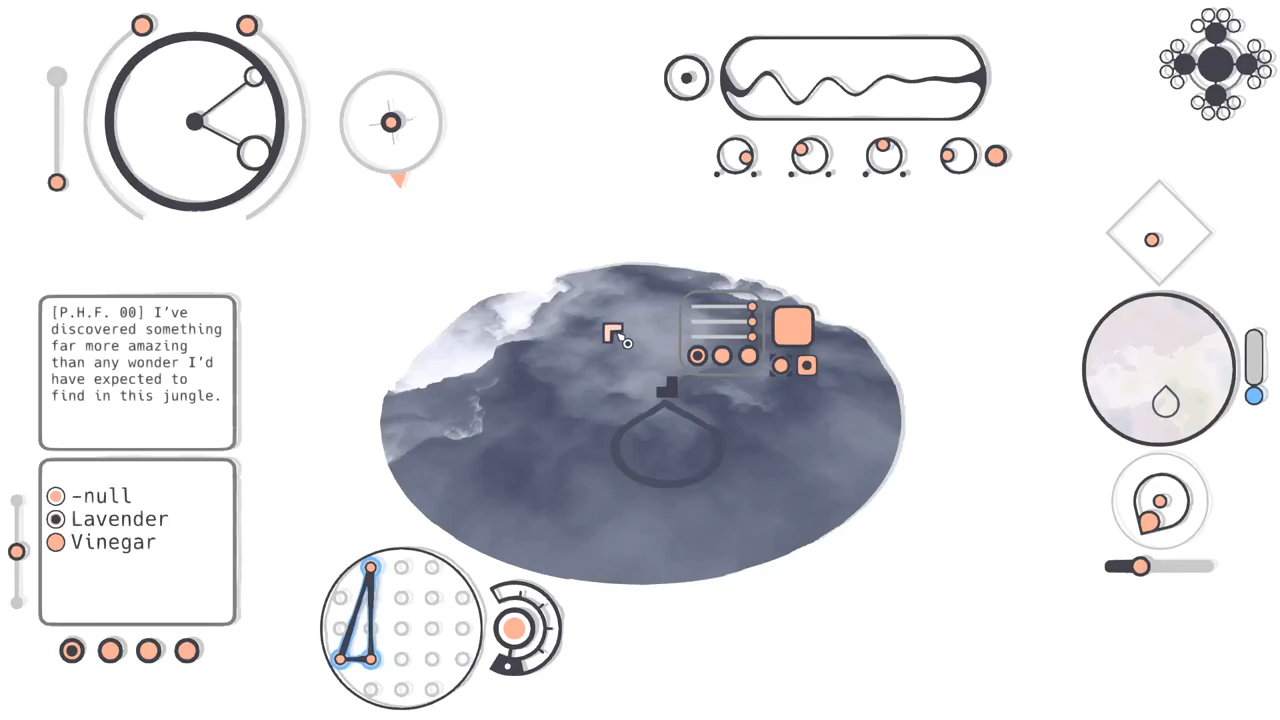 [P.H.F. 00] I’ve
discovered something
far more amazing
than any wonder I’d
have expected to
find in this jungle.
-null
Lavender
Vinegar